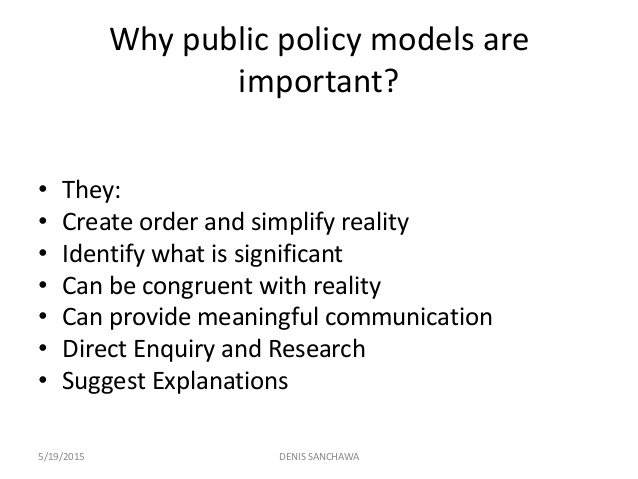 Why public policy models are
important?
• They:
• Create order and simplify reality
• Identify what is significant
• Can be congruent with reality
• Can provide meaningful communication
• Direct Enquiry and Research
• Suggest Explanations
5/19/2015
DENIS SANCHAWA